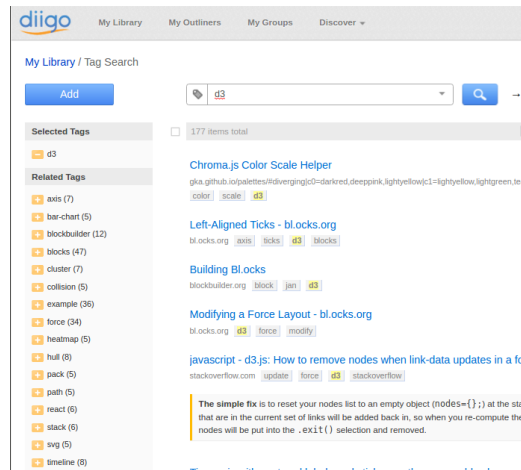 diigo
My Library My Outliners My Groups Discover
My Library / Tag Search
Add
d3
→
Selected Tags
177 items total
d3
Related Tags
axis (7)
bar-chart (5)
blockbuilder (12)
blocks (47)
cluster (7)
collision (5)
example (36)
force (34)
heatmap (5)
hull (8)
pack (5)
path (5)
react (6)
stack (6)
svg (5)
timeline (8)
Chroma.js Color Scale Helper
gka.github.io/palettes/#diverging|c0=darkred,deeppink,lightyellow|c1=lightyellow,lightgreen,te
color scale d3
Left-Aligned Ticks - bl.ocks.org
bl.ocks.org axis ticks d3 blocks
Building Bl.ocks
blockbuilder.org block jan d3
Modifying a Force Layout - bl.ocks.org
bl.ocks.org d3 force modify
javascript - d3.js: How to remove nodes when link-data updates in a fo
stackoverflow.com update force d3 stackoverflow
The simple fix is to reset your nodes list to an empty object (nodes={};) at the sta
that are in the current set of links will be added back in, so when you re-compute the
nodes will be put into the .exit() selection and removed.